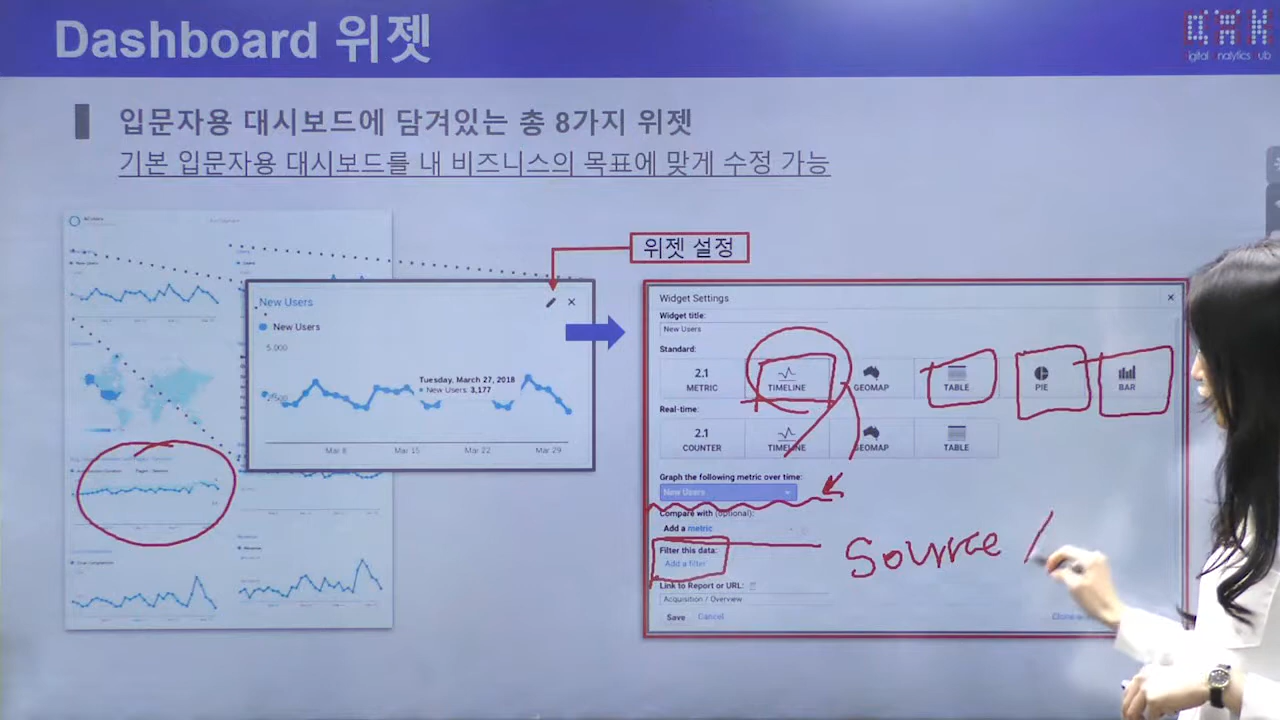 Dashboard 위젯
입문자용 대시보드에 담겨있는 총 8가지 위젯
기본 입문자용 대시보드를 내 비즈니스의 목표에 맞게 수정 가능
위젯 설정
New Users
New Users
5,000
Tuesday, March 27, 2018
New Users: 3,177
Mar 8 Mar 15 Mar 22 Mar 29
Widget Settings
Widget title:
New Users
Standard:
2.1
METRIC TIMELINE GEOMAP TABLE PIE BAR
Real-time:
2.1
COUNTER TIMELINE GEOMAP TABLE
Graph the following metric over time:
New Users
Compare with (optional):
Add a metric
Filter this data:
Add a filter
Source /
Link to Report or URL:
Acquisition / Overview
Save Cancel